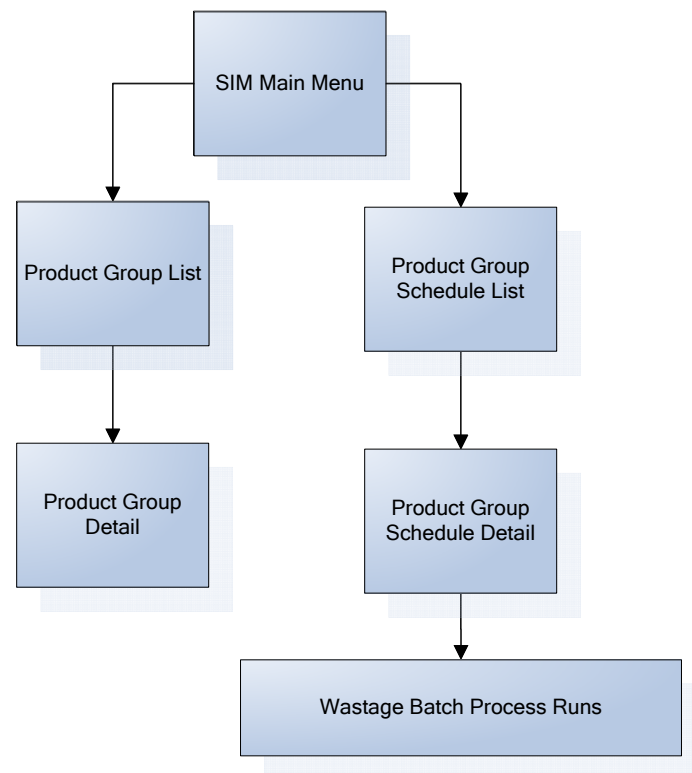 SIM Main Menu
Product Group List
Product Group
Schedule List
Product Group
Detail
Product Group
Schedule Detail
Wastage Batch Process Runs